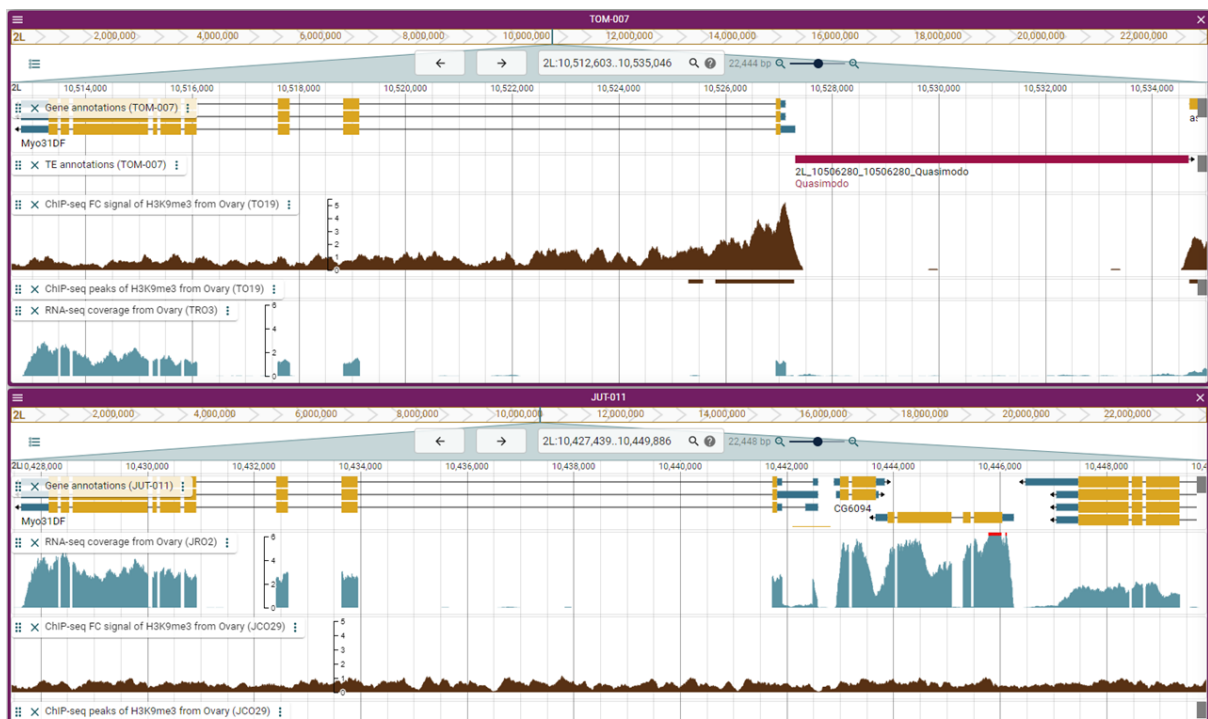 TOM-007
2L 2,000,000 4,000,000 6,000,000 8,000,000 10,000,000 12,000,000 14,000,000 16,000,000 18,000,000 20,000,000 22,000,000
2L:10,512,603..10,535,046 22,444 bp
2L 10,514,000 10,516,000 10,518,000 10,520,000 10,522,000 10,524,000 10,526,000 10,528,000 10,530,000 10,532,000 10,534,000
Gene annotations (TOM-007)
Myo31DF
TE annotations (TOM-007)
2L_10506280_10506280_Quasimodo
Quasimodo
ChIP-seq FC signal of H3K9me3 from Ovary (TO19)
5
4
3
2
1
0
ChIP-seq peaks of H3K9me3 from Ovary (TO19)
RNA-seq coverage from Ovary (TRO3)
6
4
2
0
JUT-011
2L 2,000,000 4,000,000 6,000,000 8,000,000 10,000,000 12,000,000 14,000,000 16,000,000 18,000,000 20,000,000 22,000,000
2L:10,427,439..10,449,886 22,448 bp
2L 10,428,000 10,430,000 10,432,000 10,434,000 10,436,000 10,438,000 10,440,000 10,442,000 10,444,000 10,446,000 10,448,000
Gene annotations (JUT-011)
Myo31DF
CG6094
RNA-seq coverage from Ovary (JRO2)
6
4
2
0
ChIP-seq FC signal of H3K9me3 from Ovary (JCO29)
5
4
3
2
1
0
ChIP-seq peaks of H3K9me3 from Ovary (JCO29)